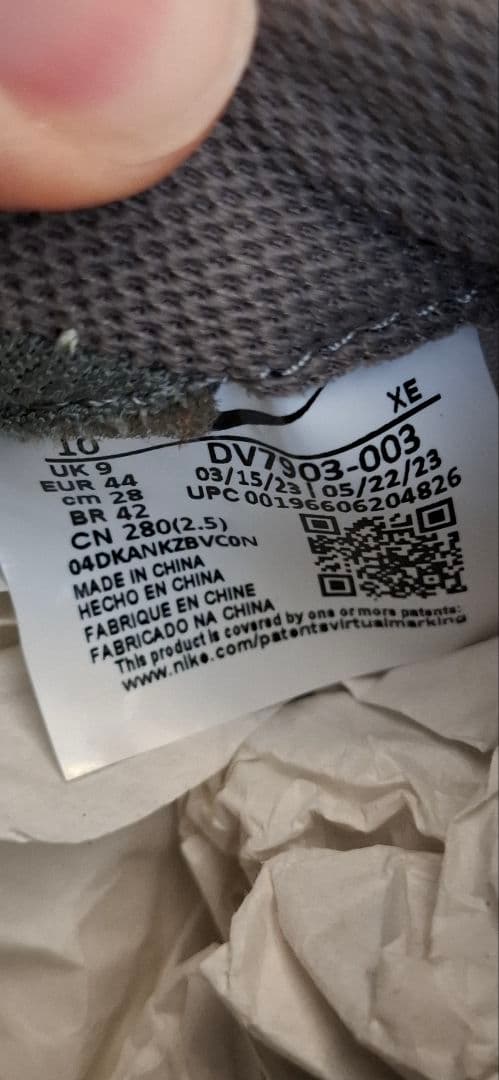 XE
10
UK 9
EUR 44
cm 28
BR 42
CN 280(2.5)
04DKANKZBVCON
DV7903-003
03/15/23 | 05/22/23
UPC 00196606204826
MADE IN CHINA
HECHO EN CHINA
FABRIQUE EN CHINE
FABRICADO NA CHINA
This product is covered by one or more patents:
www.nike.com/patentsvirtualmarking